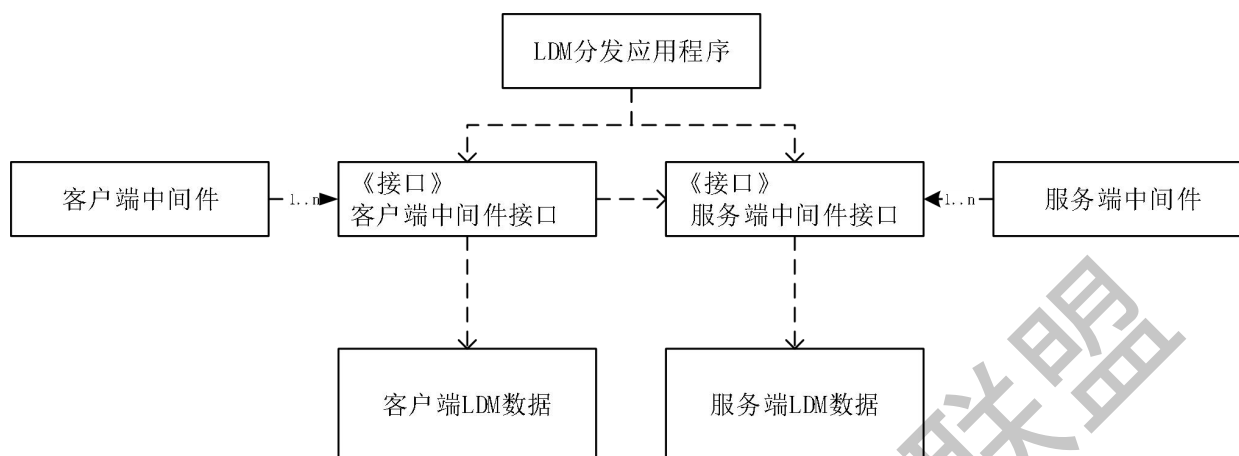 LDM分发应用程序
客户端中间件
1..n
《接口》
客户端中间件接口
《接口》
服务端中间件接口
1..n
服务端中间件
客户端LDM数据
服务端LDM数据
联盟